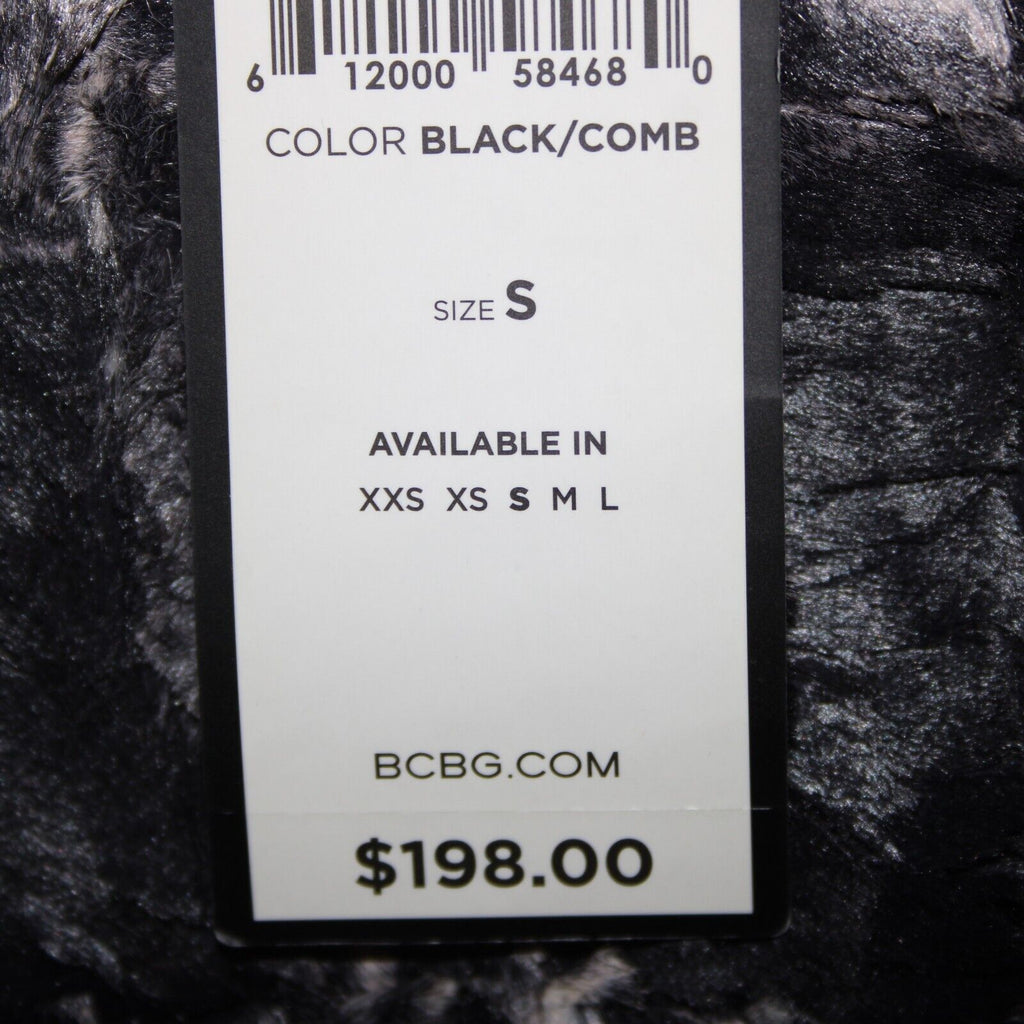 6 12000 58468 0
COLOR BLACK/COMB
SIZE S
AVAILABLE IN
XXS XS S M L
BCBG.COM
$198.00